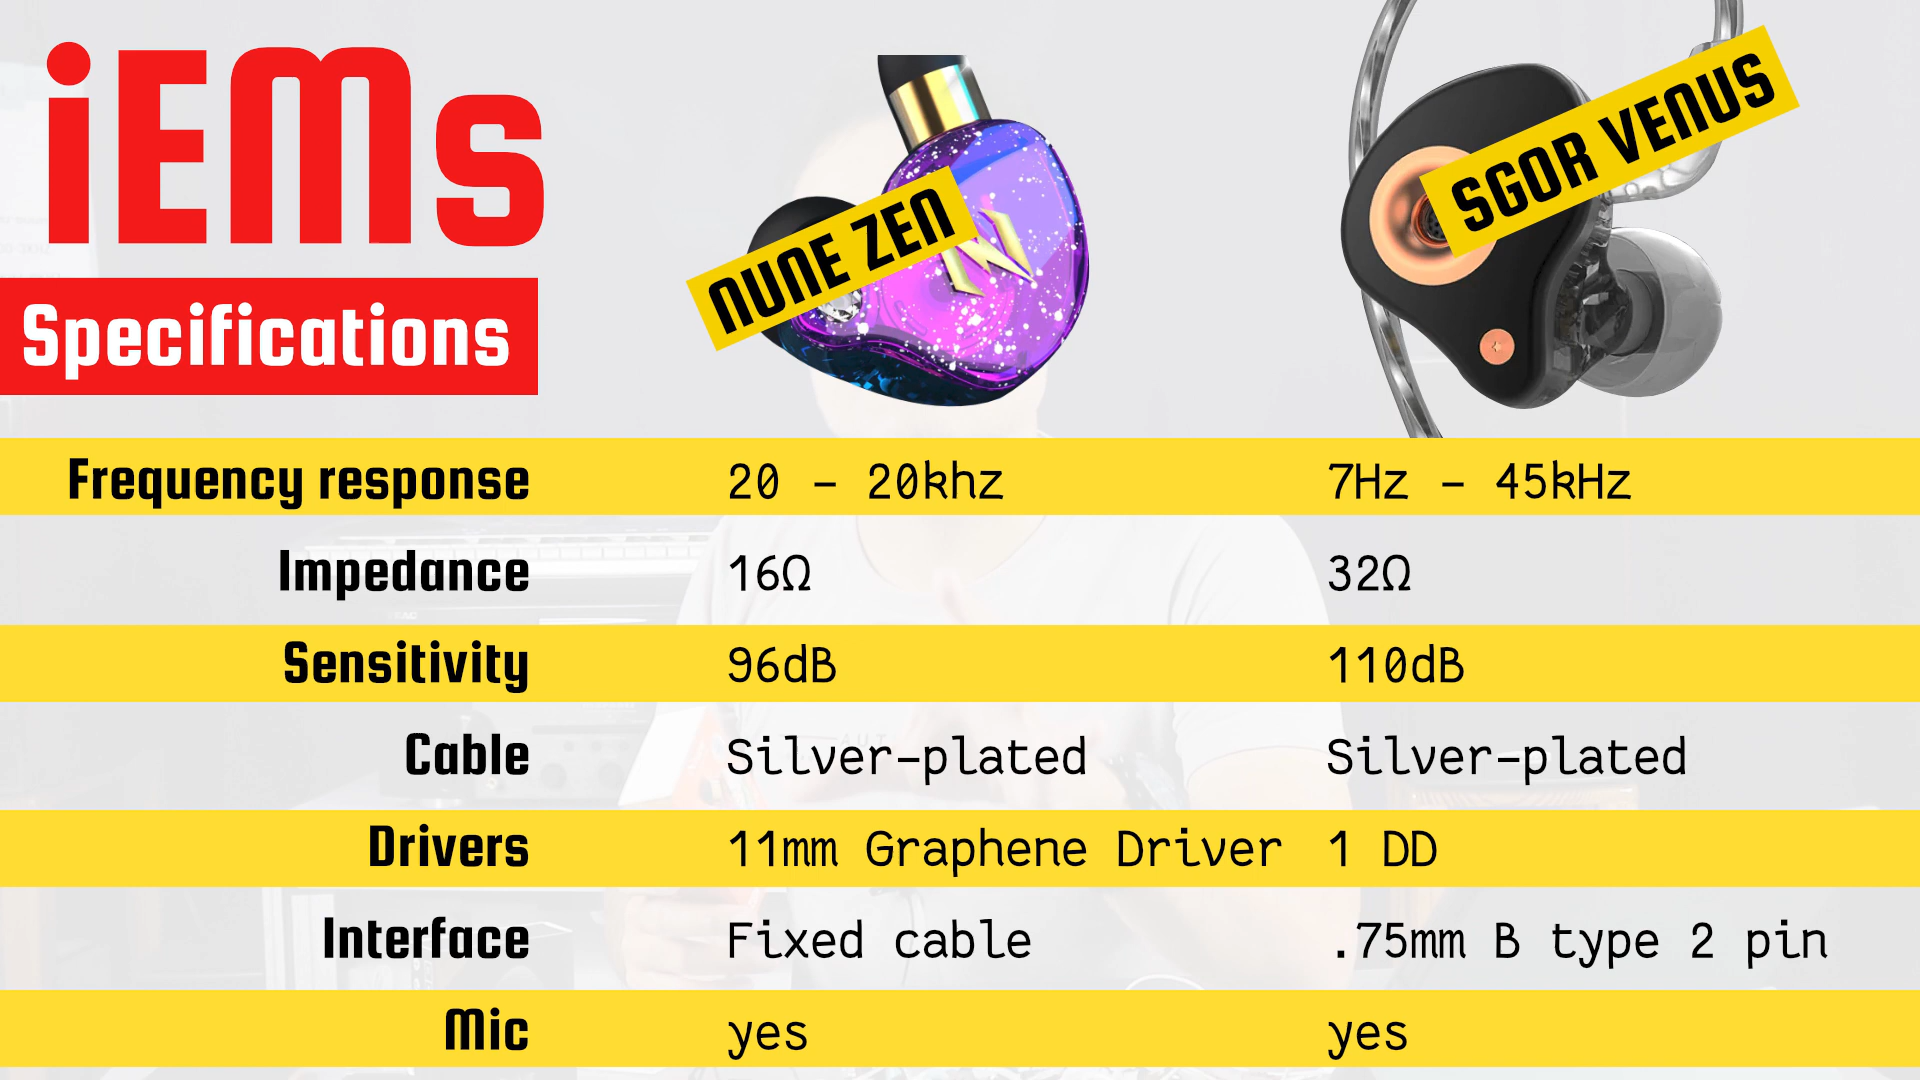 iEMs
Specifications
NUNE ZEN
SGOR VENUS
Frequency response 20 - 20khz 7Hz - 45kHz
Impedance 16Ω 32Ω
Sensitivity 96dB 110dB
Cable Silver-plated Silver-plated
Drivers 11mm Graphene Driver 1 DD
Interface Fixed cable .75mm B type 2 pin
Mic yes yes